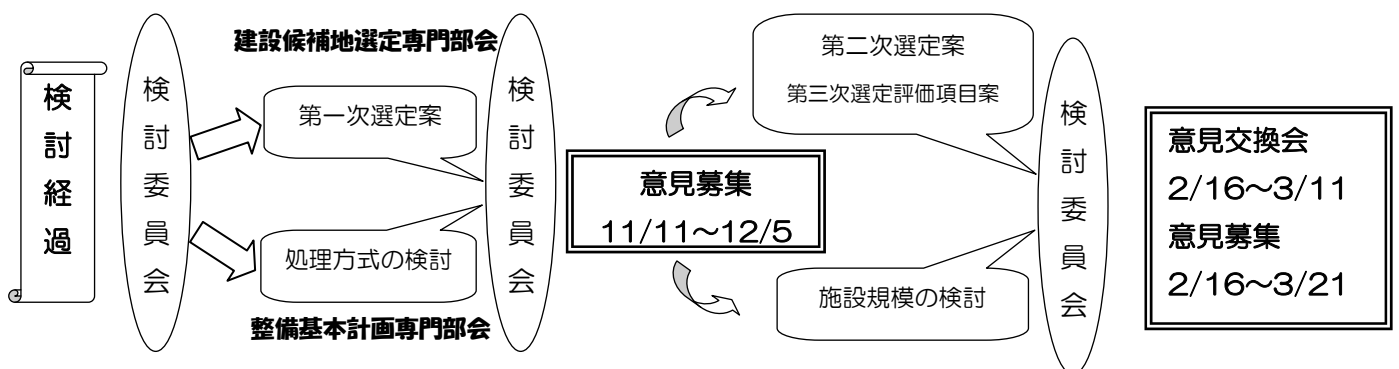 検討経過
検討委員会
建設候補地選定専門部会
第一次選定案
処理方式の検討
整備基本計画専門部会
検討委員会
意見募集
11/11~12/5
第二次選定案
第三次選定評価項目案
施設規模の検討
検討委員会
意見交換会
2/16~3/11
意見募集
2/16~3/21